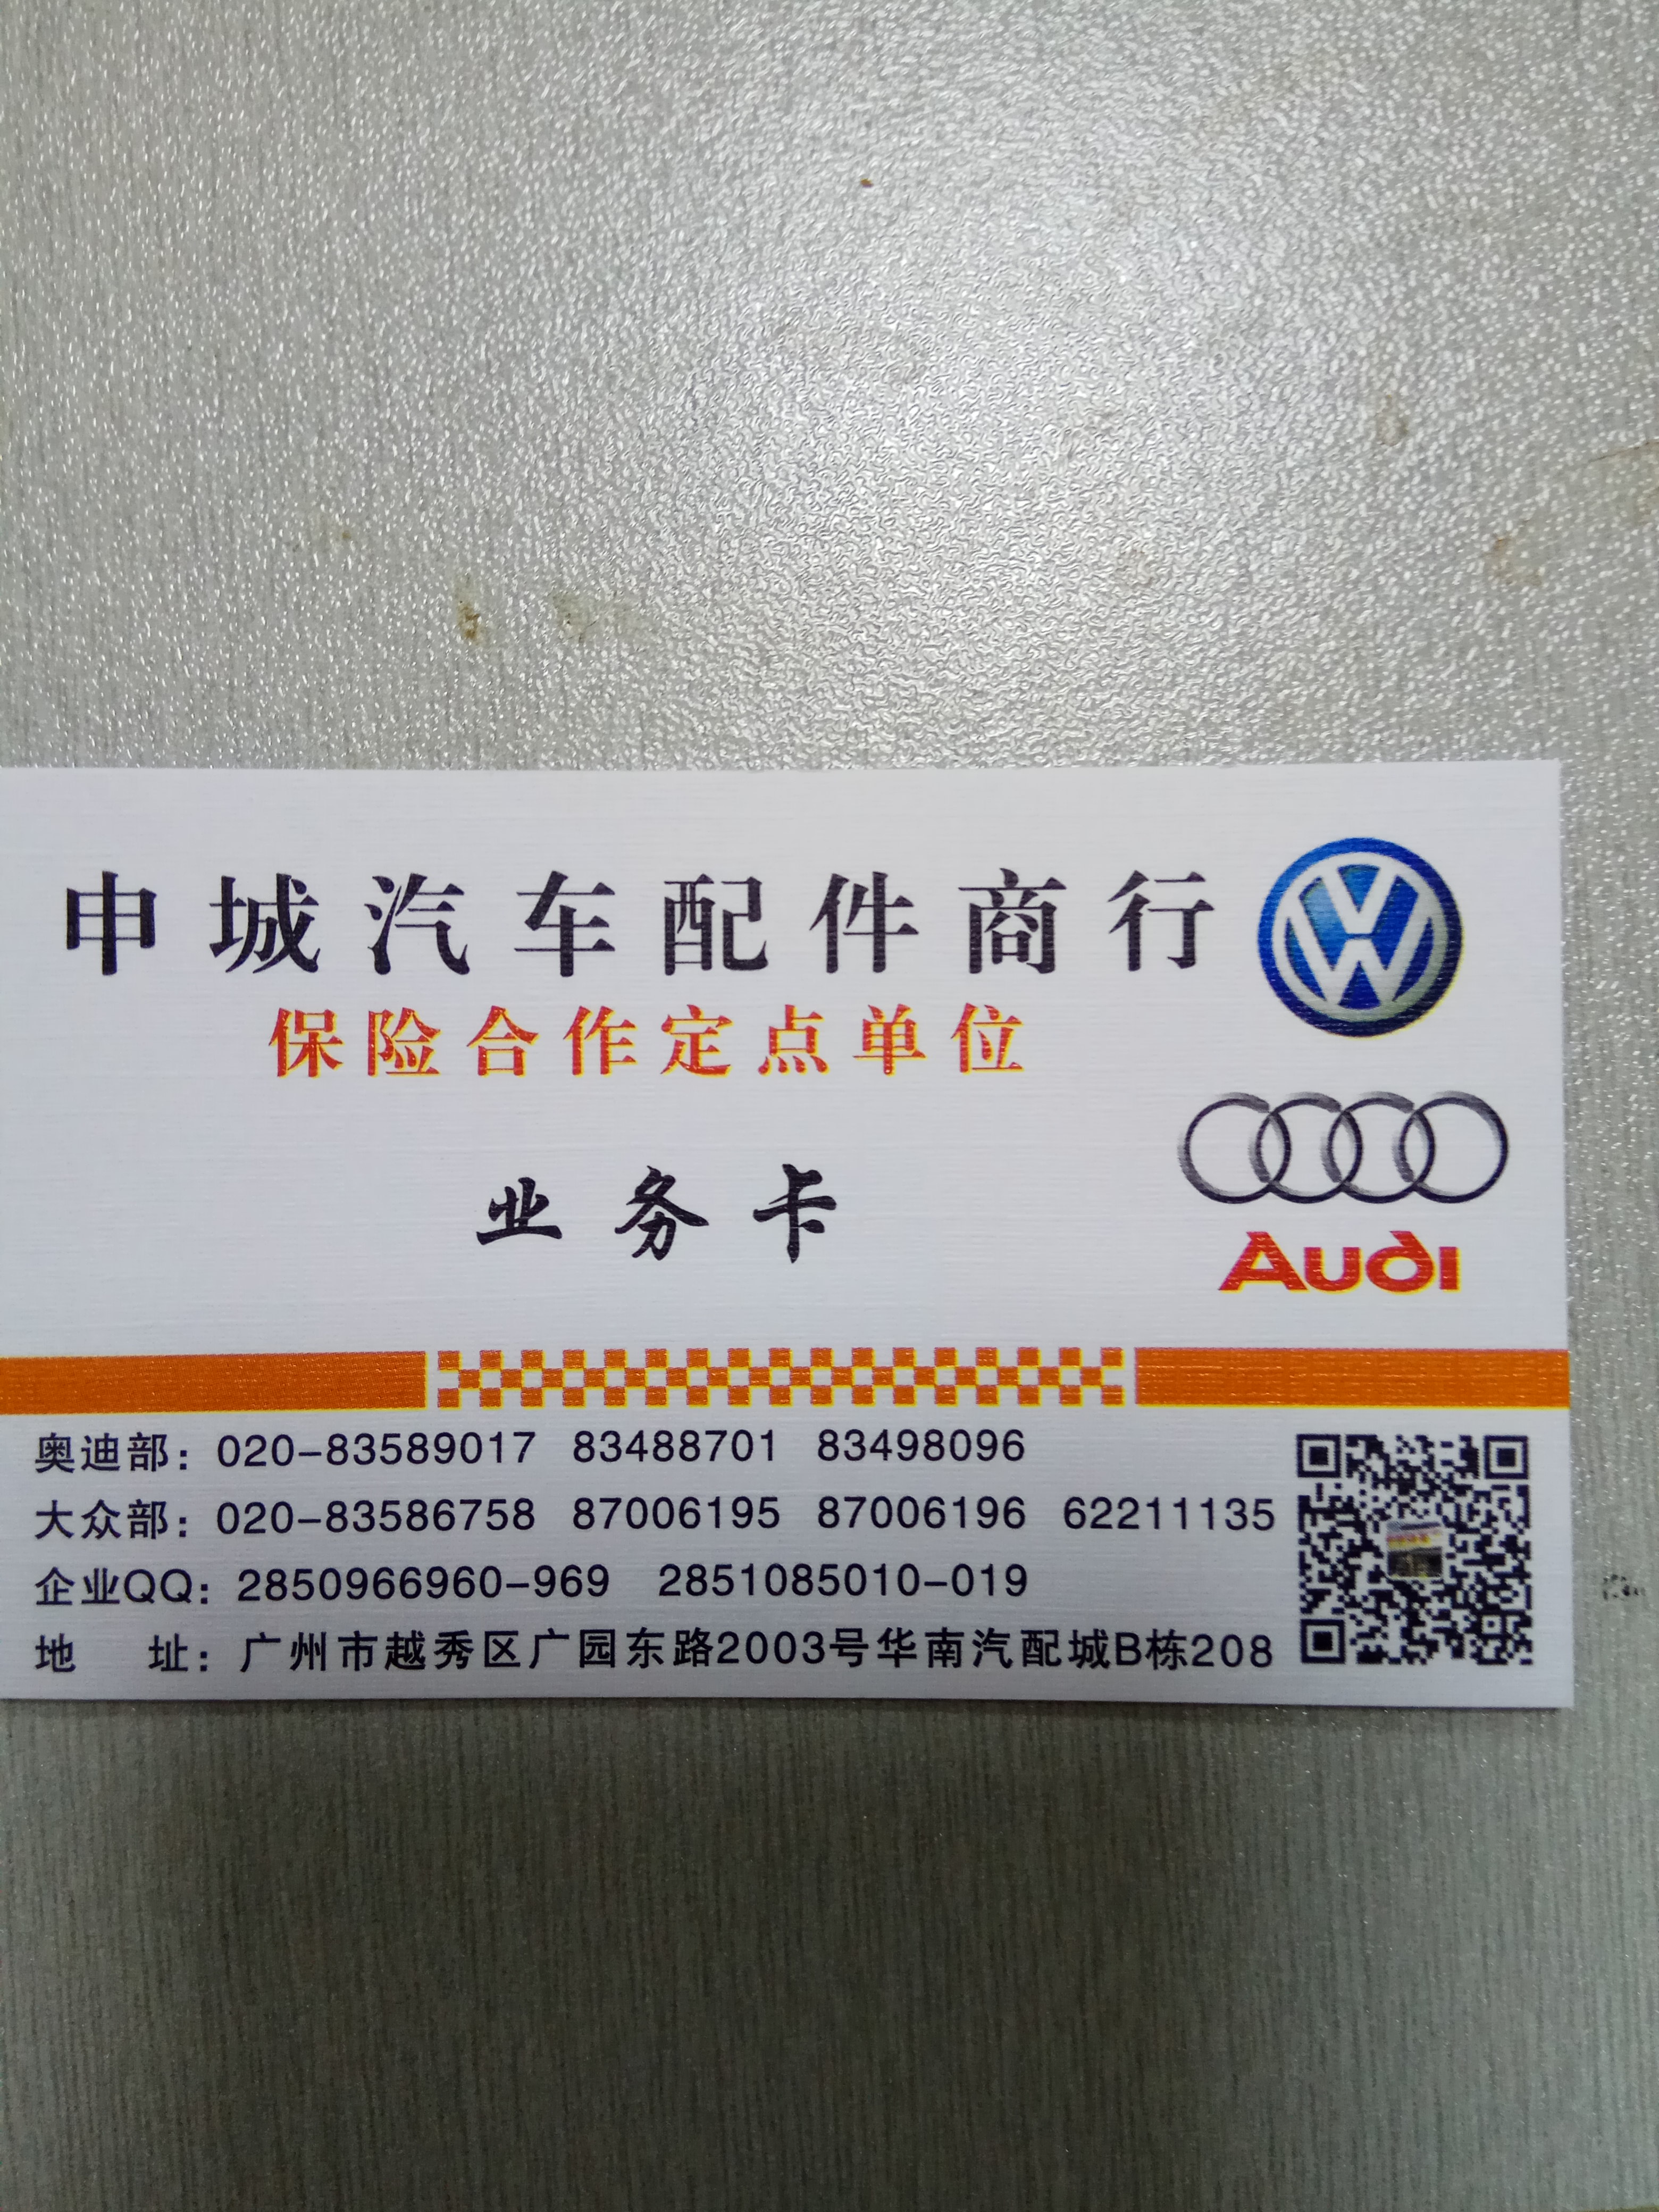 申城汽车配件商行
保险合作定点单位
业务卡
Audi
奥迪部：020-83589017 83488701 83498096
大众部：020-83586758 87006195 87006196 62211135
企业QQ：2850966960-969 2851085010-019
地 址：广州市越秀区广园东路2003号华南汽配城B栋208